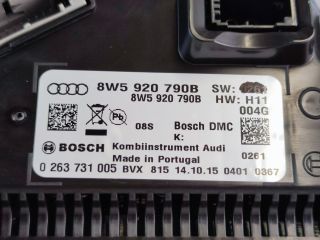 8W5 920 790B SW:
8W5 920 790B HW: H11
004G
Pb
08S Bosch DMC
K:
BOSCH Kombiinstrument Audi
Made in Portugal 0261
0 263 731 005 BVX 815 14.10.15 0401 0367